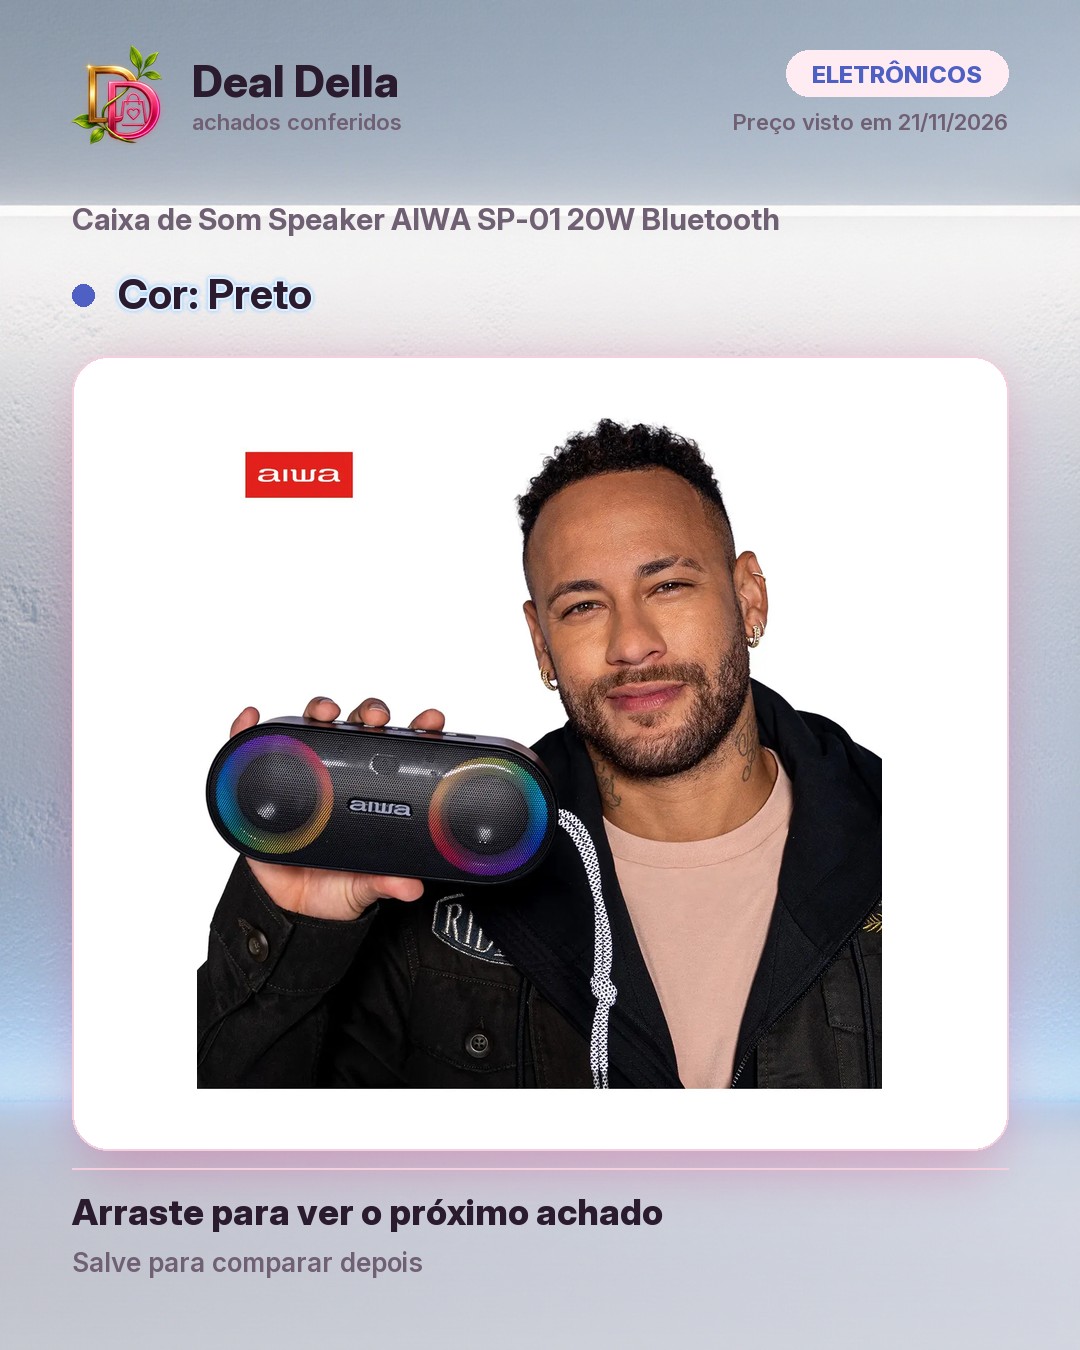 Deal Della
achados conferidos
ELETRÔNICOS
Preço visto em 21/11/2026
Caixa de Som Speaker AIWA SP-01 20W Bluetooth
Cor: Preto
aiwa
aiwa
Arraste para ver o próximo achado
Salve para comparar depois